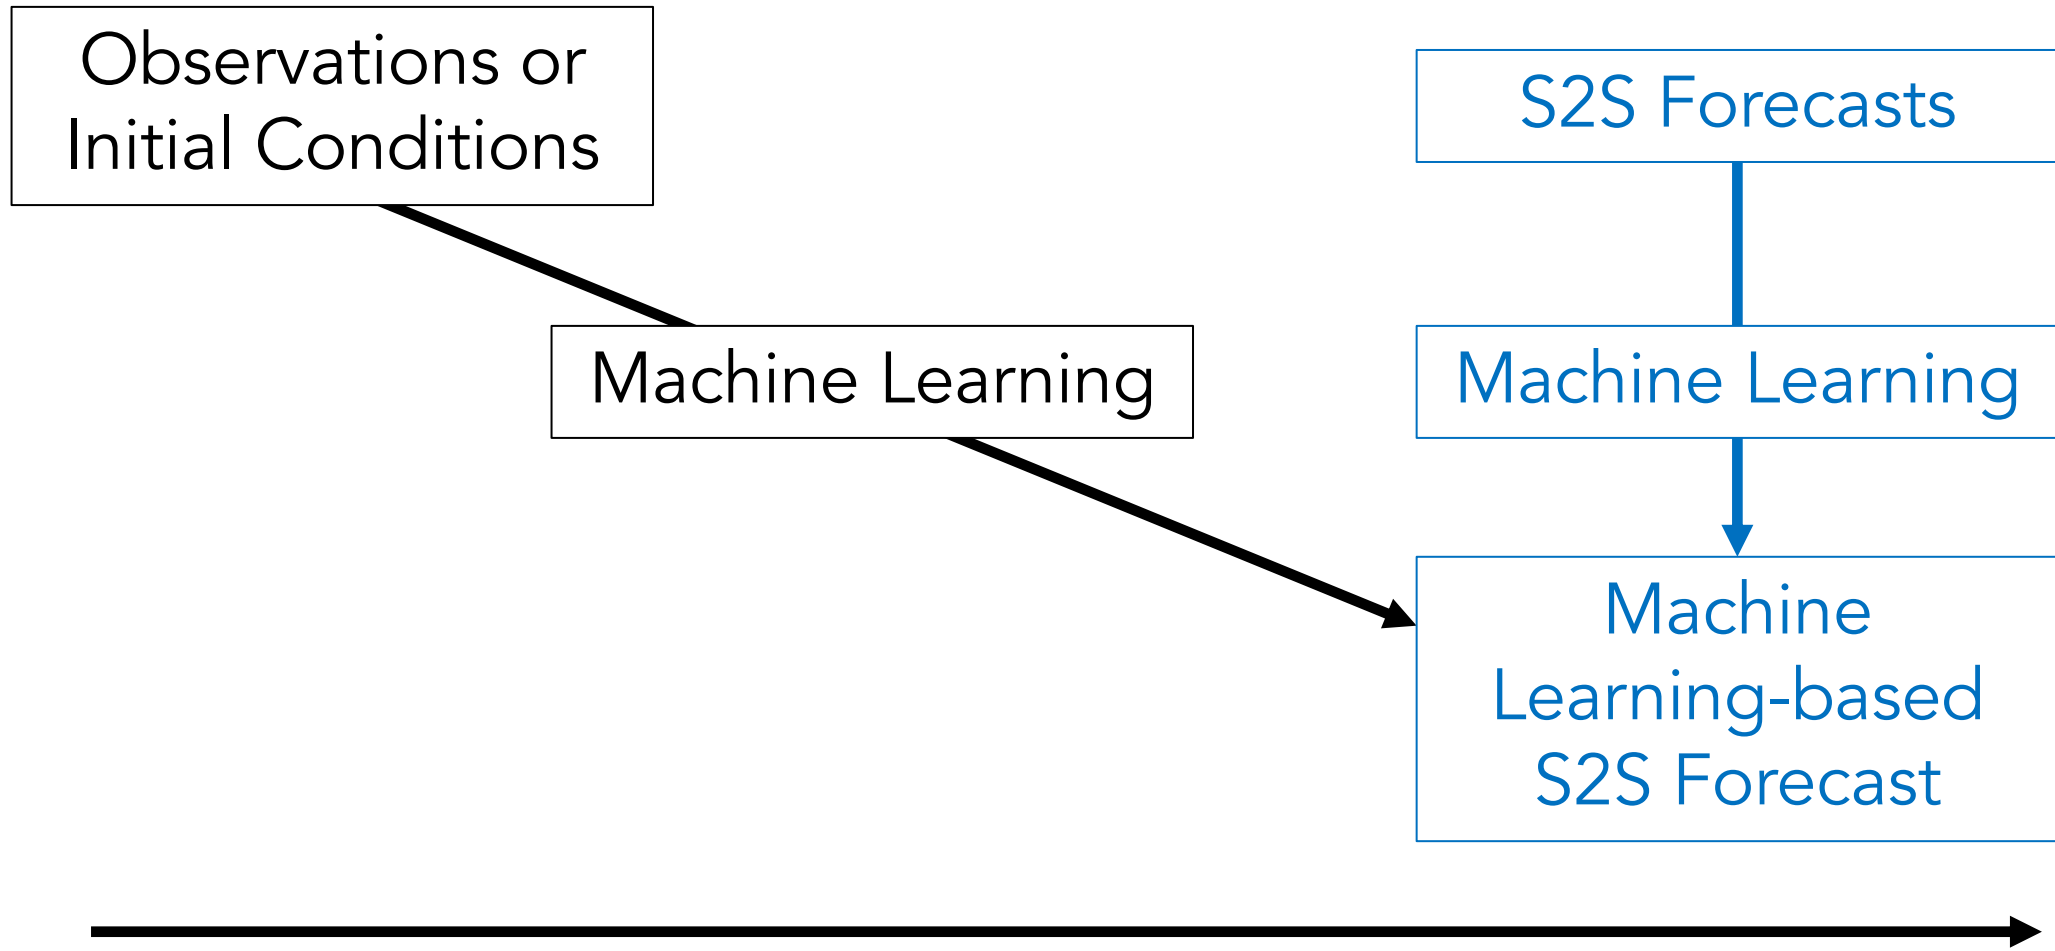 Observations or
Initial Conditions
S2S Forecasts
Machine Learning
Machine Learning
Machine
Learning-based
S2S Forecast